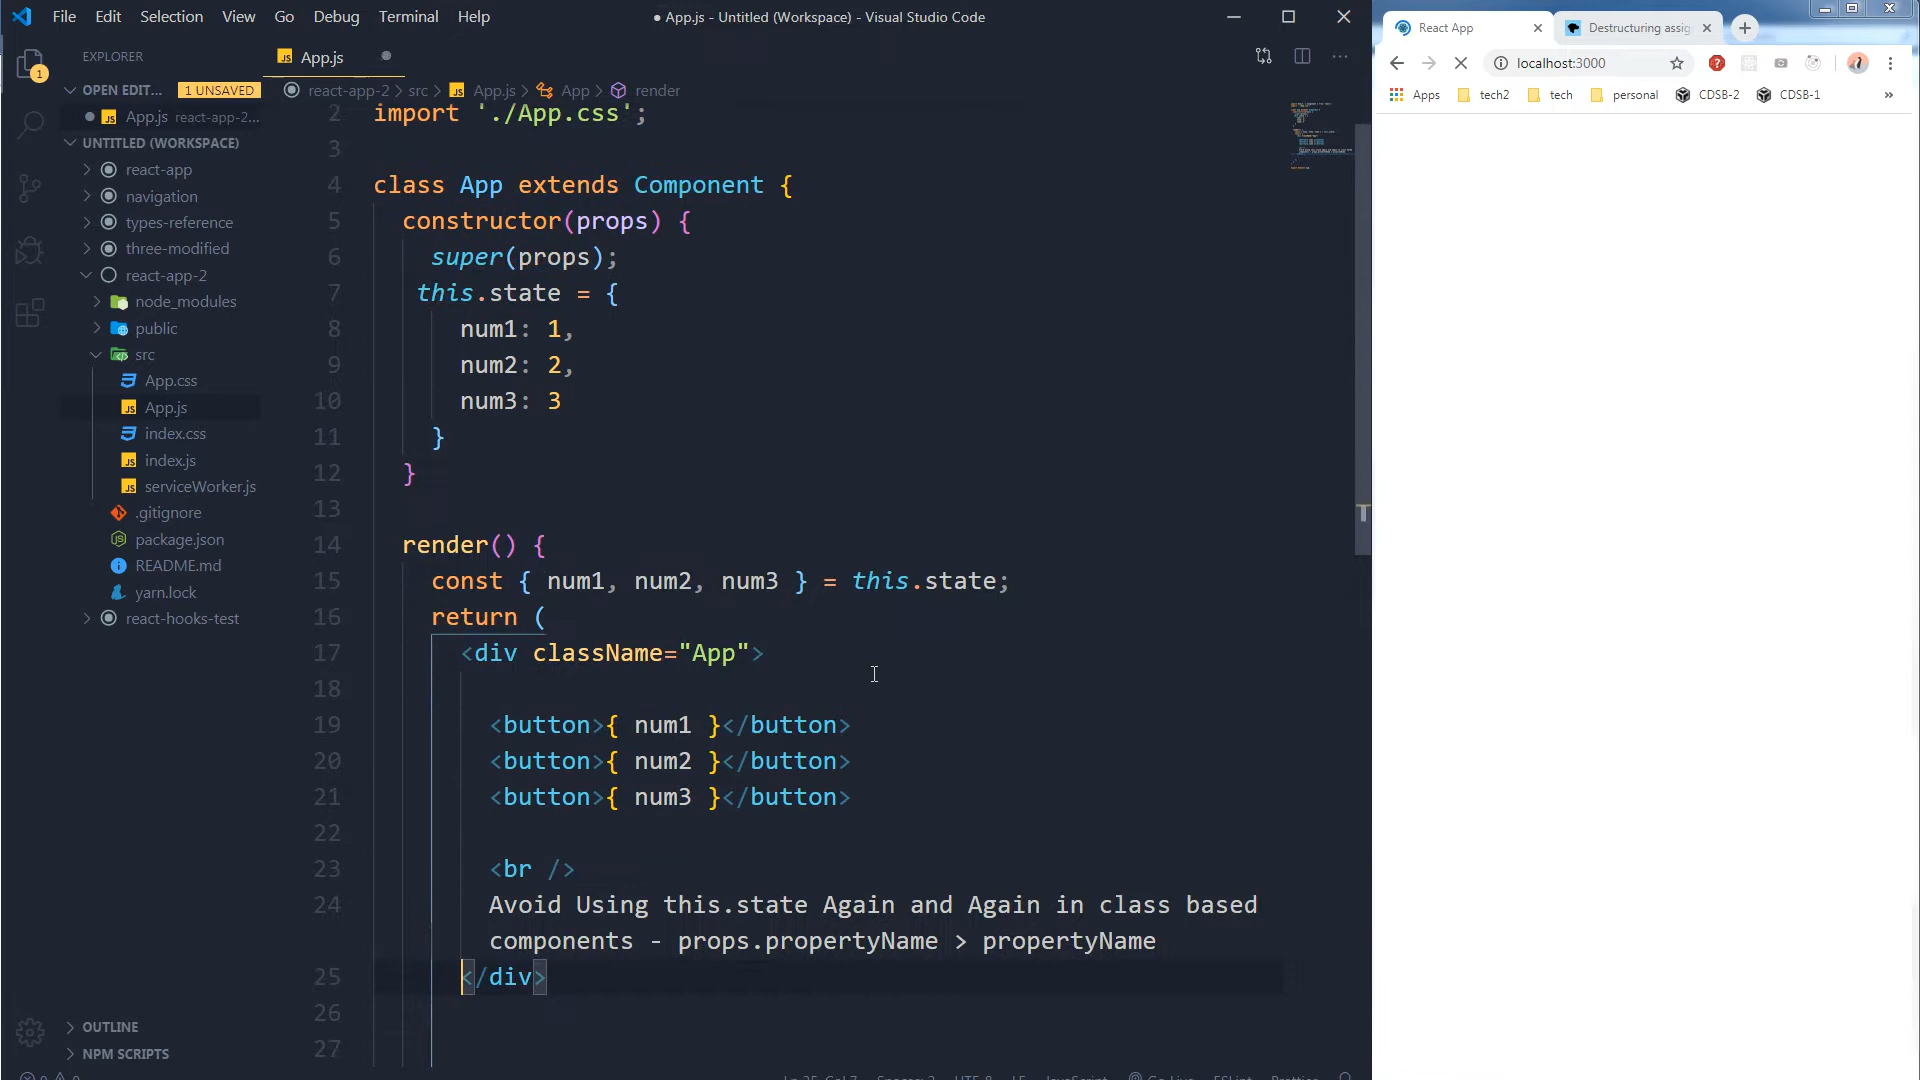 File Edit Selection View Go Debug Terminal Help
● App.js - Untitled (Workspace) - Visual Studio Code
EXPLORER
OPEN EDIT... 1 UNSAVED
App.js react-app-2...
UNTITLED (WORKSPACE)
react-app
navigation
types-reference
three-modified
react-app-2
node_modules
public
src
App.css
App.js
index.css
index.js
serviceWorker.js
.gitignore
package.json
README.md
yarn.lock
react-hooks-test
OUTLINE
NPM SCRIPTS
1
JS App.js
react-app-2 > src > JS App.js > App > render
2 import './App.css';
3
4 class App extends Component {
5 constructor(props) {
6 super(props);
7 this.state = {
8 num1: 1,
9 num2: 2,
10 num3: 3
11 }
12 }
13
14 render() {
15 const { num1, num2, num3 } = this.state;
16 return (
17 <div className="App">
18
19 <button>{ num1 }</button>
20 <button>{ num2 }</button>
21 <button>{ num3 }</button>
22
23 <br />
24 Avoid Using this.state Again and Again in class based
components - props.propertyName > propertyName
25 </div>
26
27
React App
Destructuring assig
localhost:3000
Apps tech2 tech personal CDSB-2 CDSB-1 »